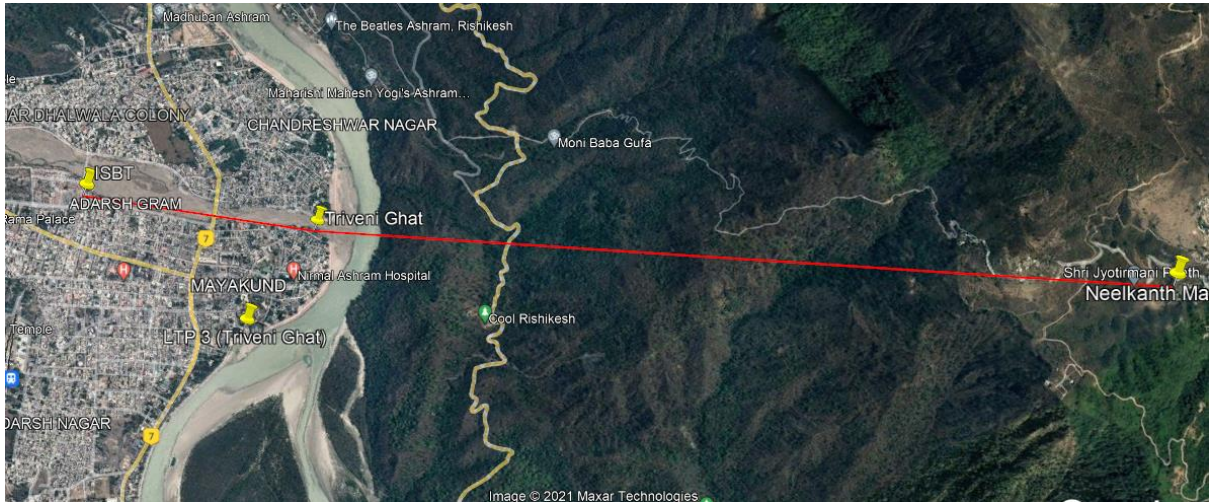 Madhuban Ashram
The Beatles Ashram, Rishikesh
Maharishi Mahesh Yogi's Ashram...
AR DHALWALA COLONY
CHANDRESHWAR NAGAR
Moni Baba Gufa
ISBT
ADARSH GRAM
Rama Palace
Triveni Ghat
7
Nirmal Ashram Hospital
H
H
MAYAKUND
Shri Jyotirmani Peeth,
Neelkanth Ma
Cool Rishikesh
LTP 3 (Triveni Ghat)
Temple
DARSH NAGAR
7
Image © 2021 Maxar Technologies